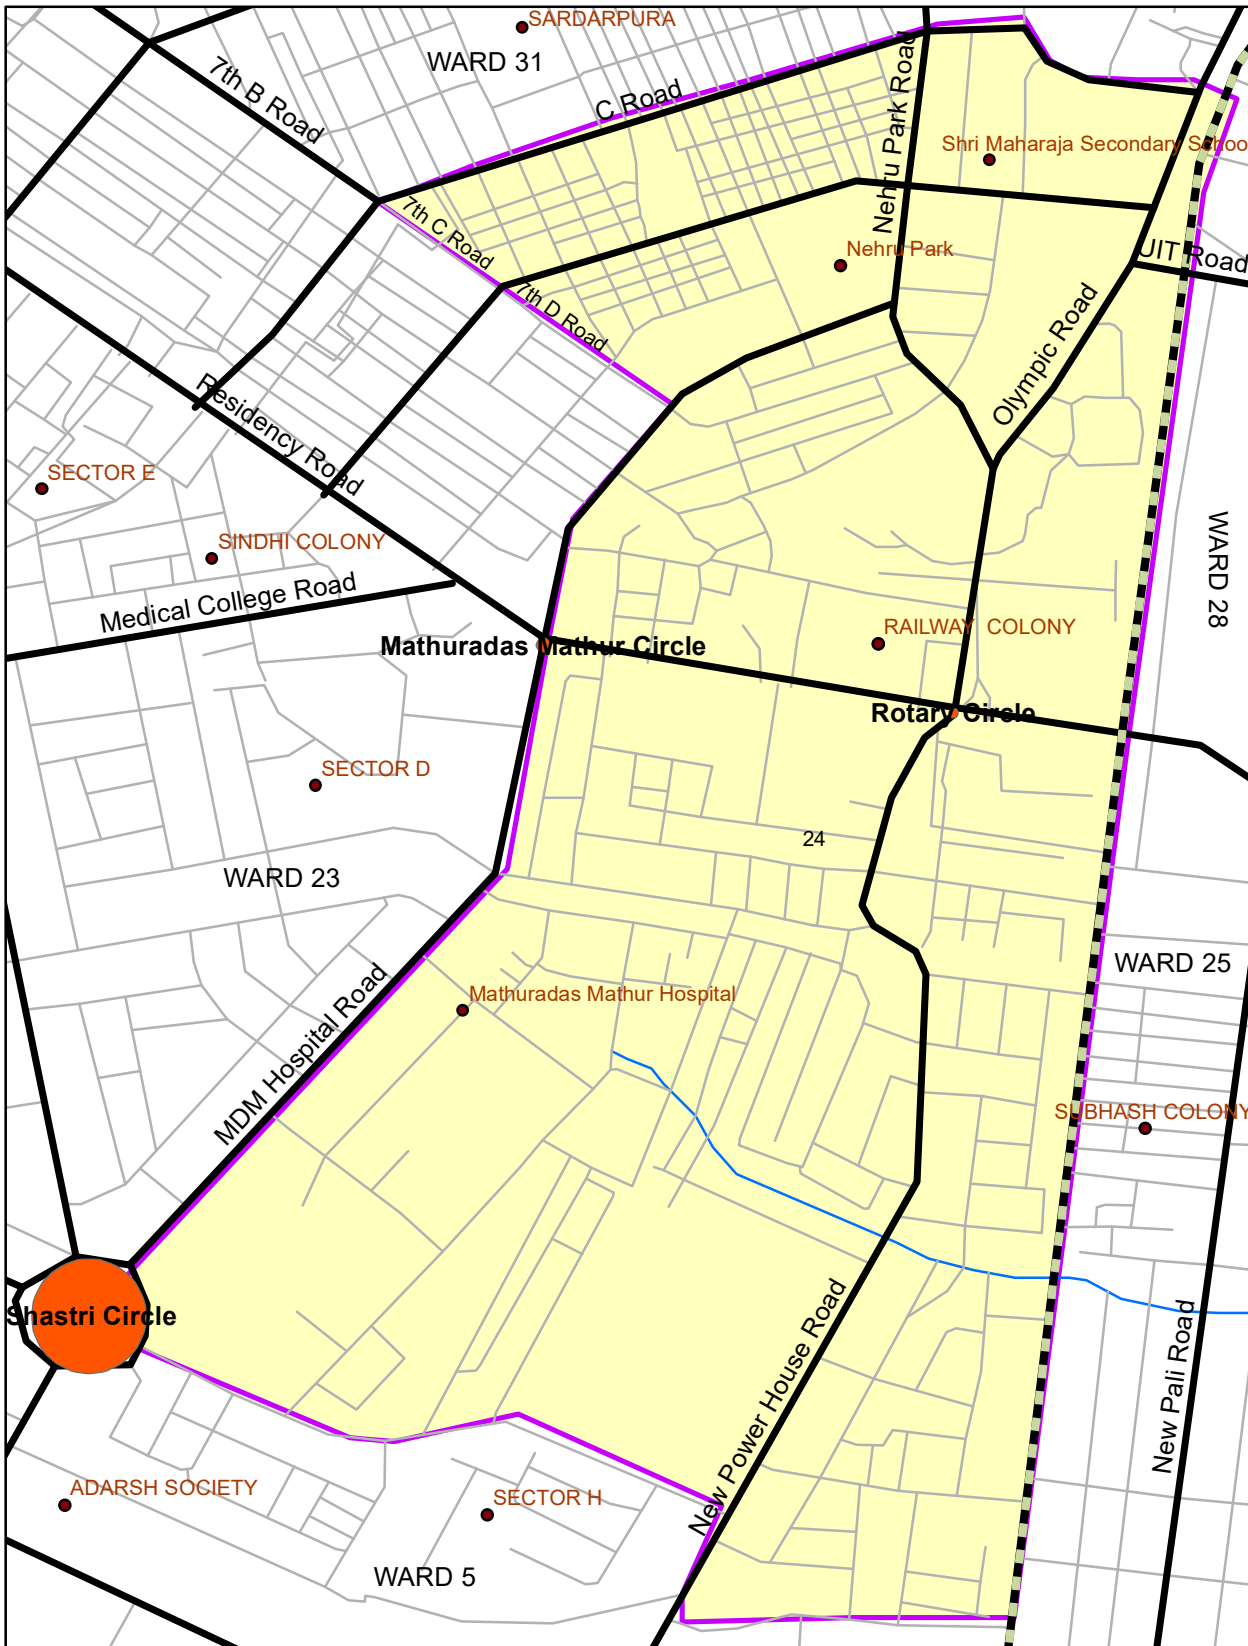 SARDARPURA
WARD 31
7th B Road
C Road
Nehru Park Road
Shri Maharaja Secondary Schoo
7th C Road
Nehru Park
UIT Road
7th D Road
Olympic Road
Residency Road
SECTOR E
SINDHI COLONY
WARD 28
Medical College Road
RAILWAY COLONY
Mathuradas Mathur Circle
Rotary Circle
SECTOR D
24
WARD 23
WARD 25
Mathuradas Mathur Hospital
MDM Hospital Road
SUBHASH COLONY
Shastri Circle
New Power House Road
New Pali Road
ADARSH SOCIETY
SECTOR H
WARD 5